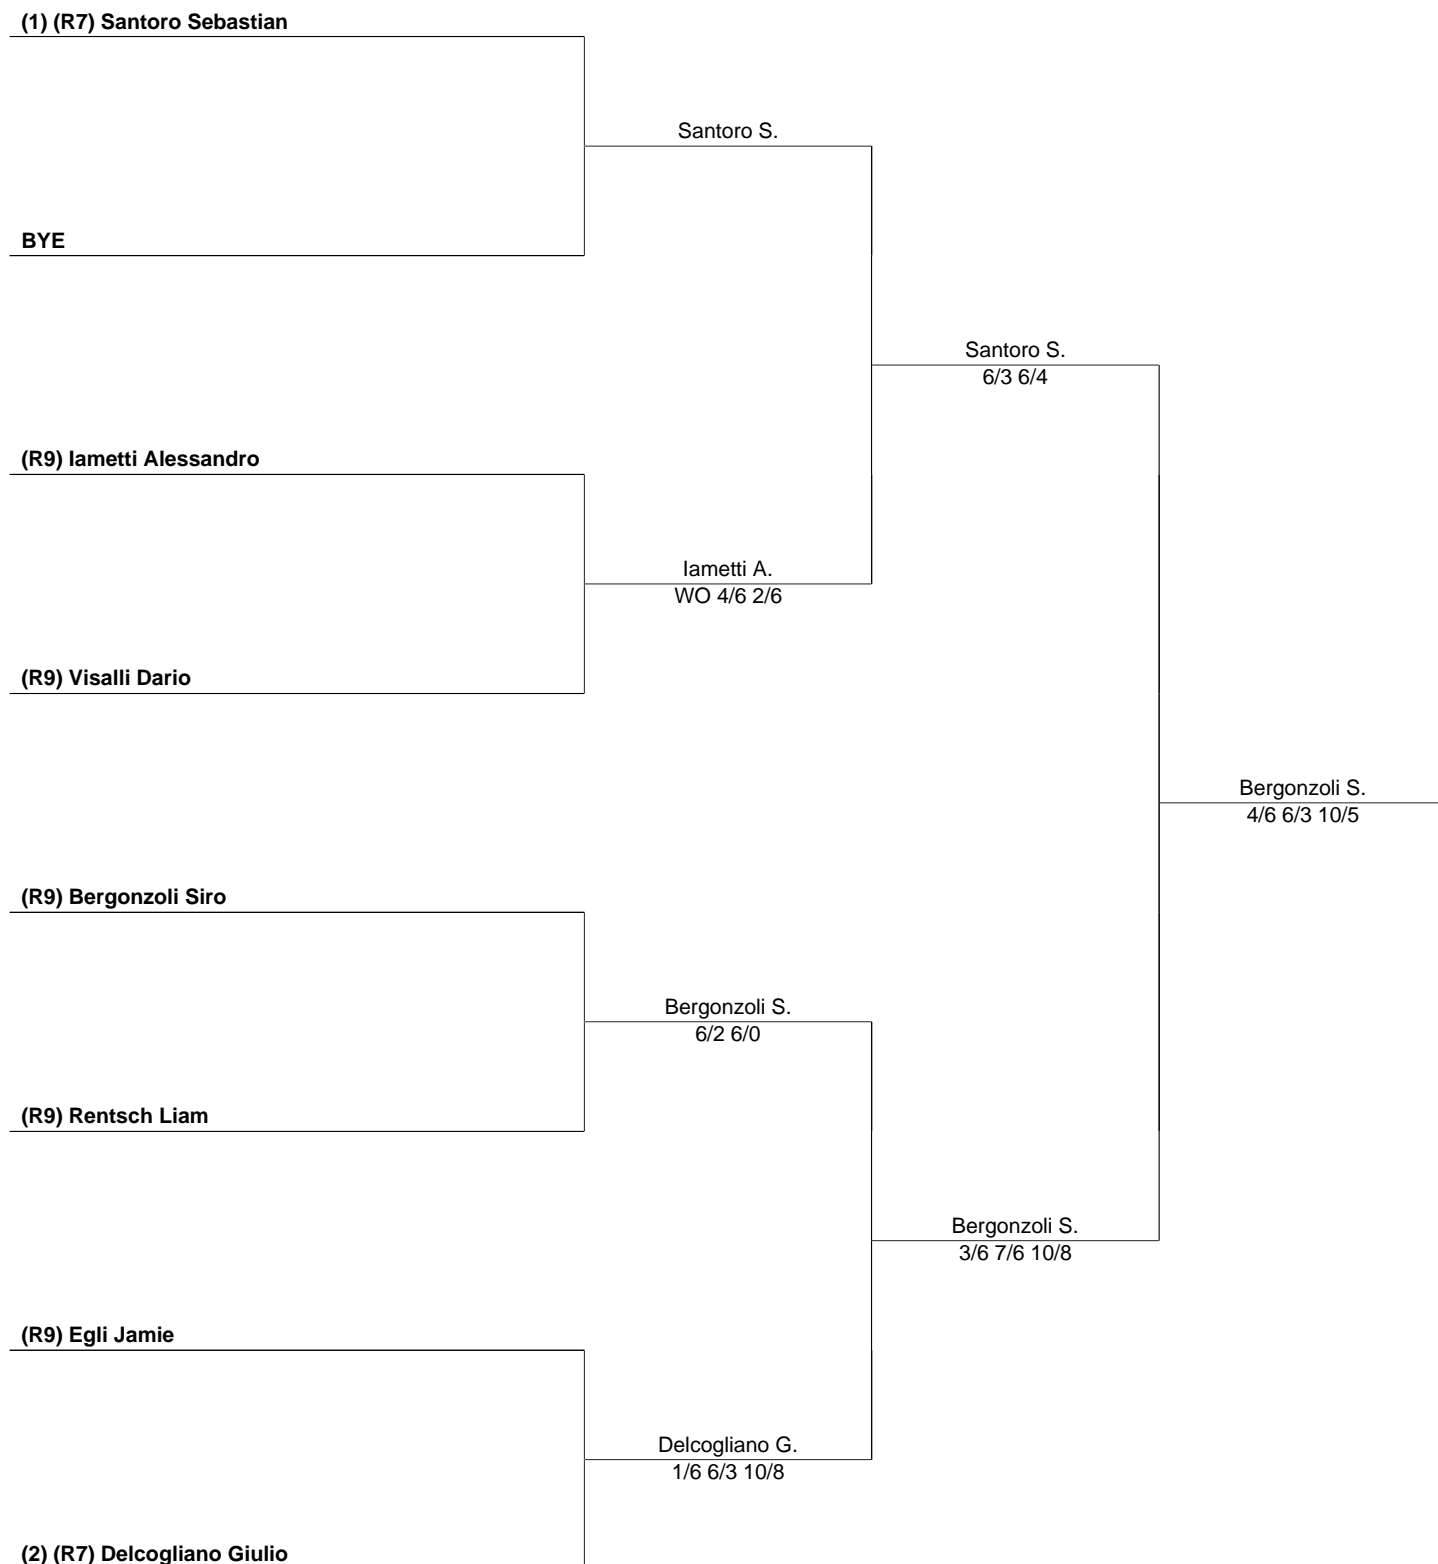 (1) (R7) Santoro Sebastian
Santoro S.
BYE
Santoro S.
6/3 6/4
(R9) Iametti Alessandro
Iametti A.
WO 4/6 2/6
(R9) Visalli Dario
Bergonzoli S.
4/6 6/3 10/5
(R9) Bergonzoli Siro
Bergonzoli S.
6/2 6/0
(R9) Rentsch Liam
Bergonzoli S.
3/6 7/6 10/8
(R9) Egli Jamie
Delcogliano G.
1/6 6/3 10/8
(2) (R7) Delcogliano Giulio